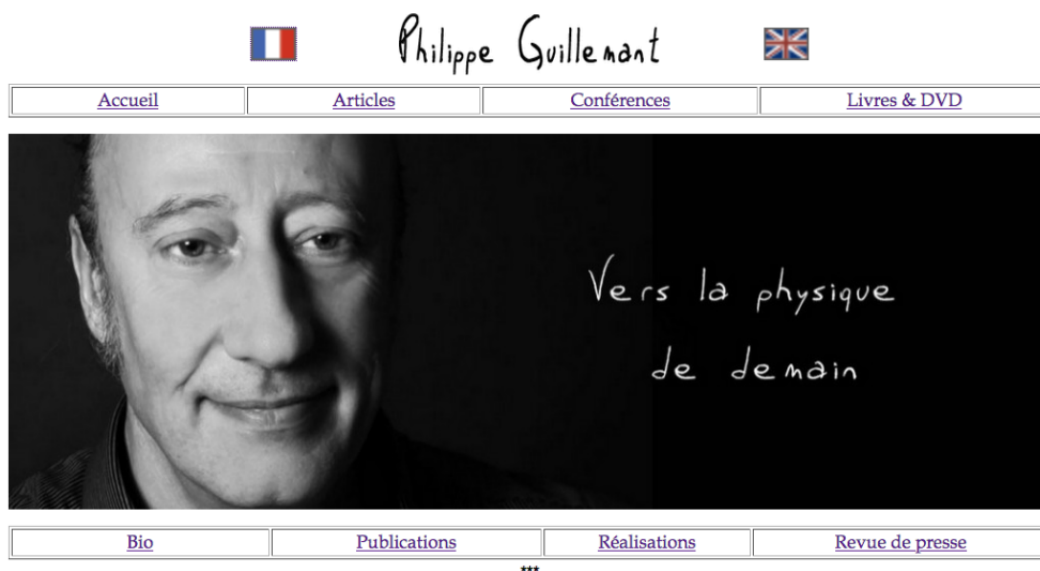 Philippe Guillemant
Accueil Articles Conférences Livres & DVD
Vers la physique
de demain
Bio Publications Réalisations Revue de presse
***